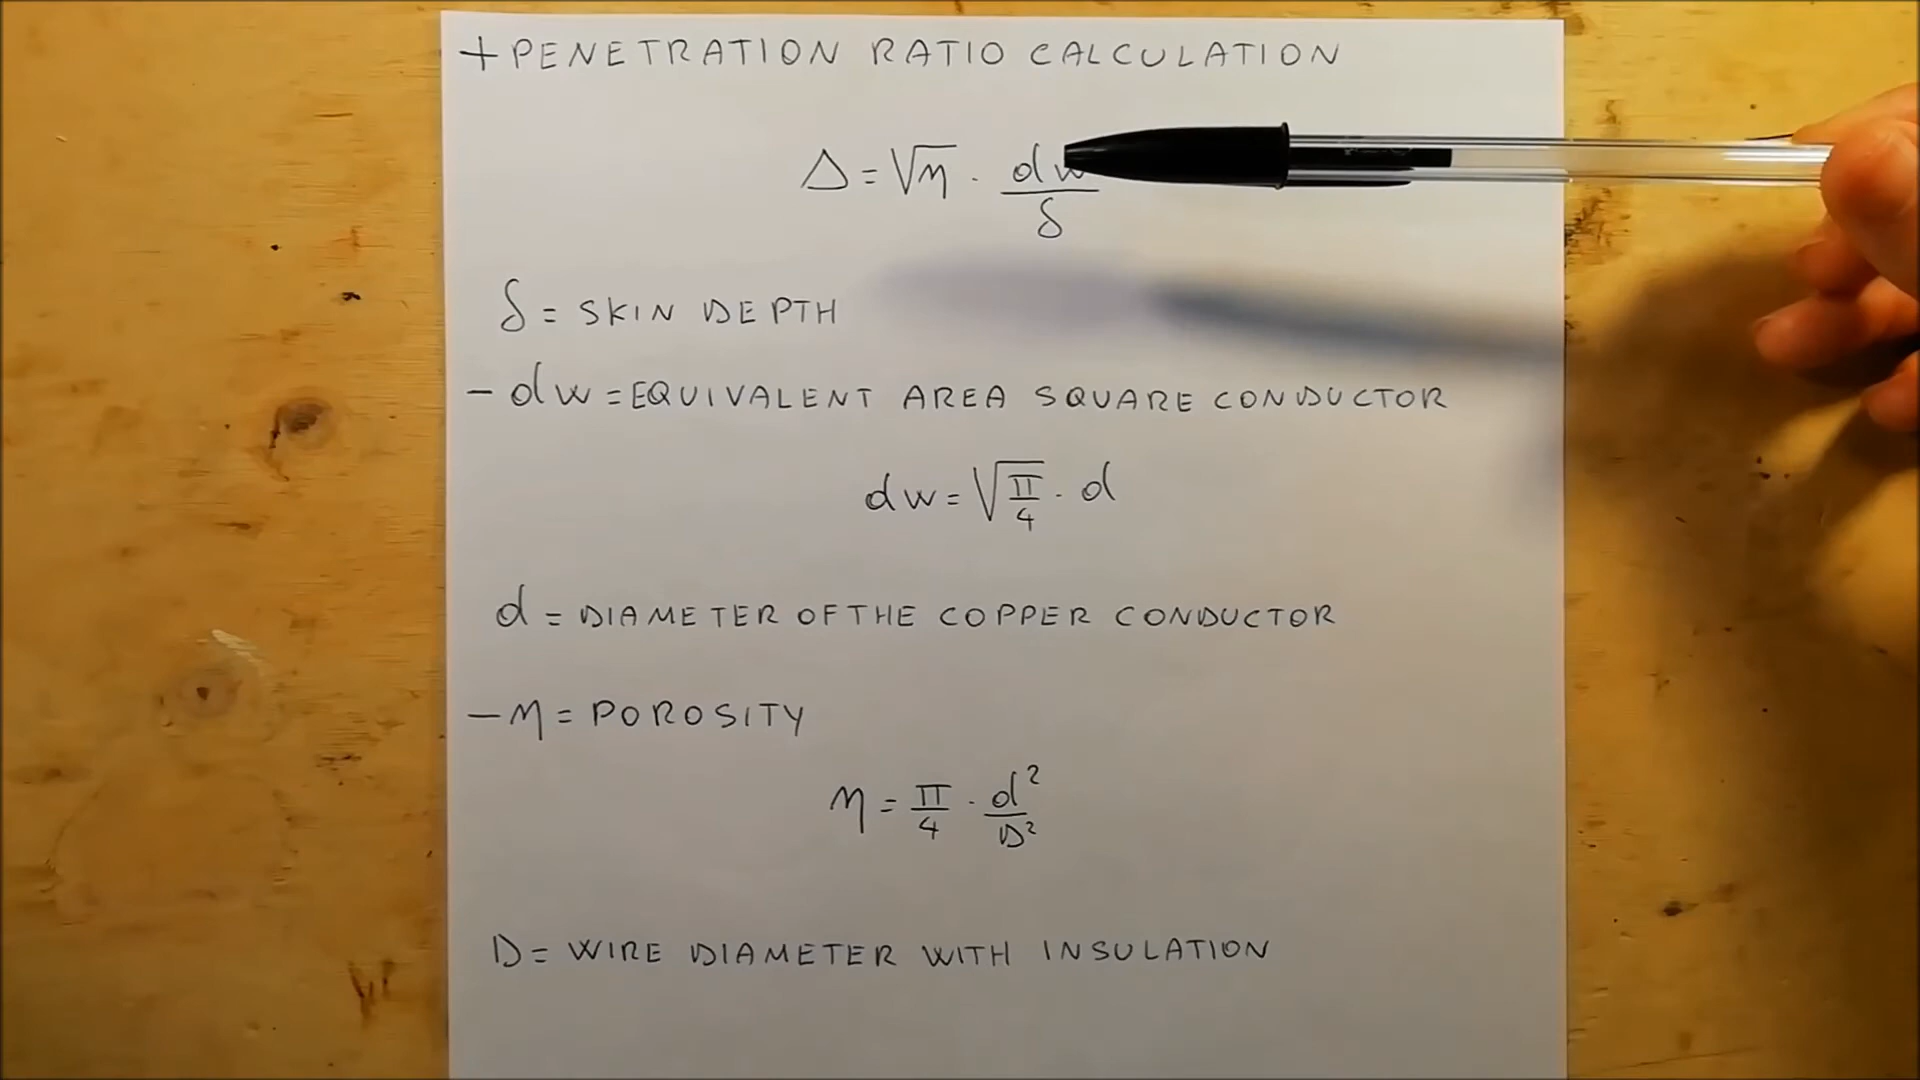 + PENETRATION RATIO CALCULATION
Δ = √η · dw / δ
δ = SKIN DEPTH
- dw = EQUIVALENT AREA SQUARE CONDUCTOR
dw = √(π/4) · d
d = DIAMETER OF THE COPPER CONDUCTOR
- η = POROSITY
η = π/4 · d²/D²
D = WIRE DIAMETER WITH INSULATION